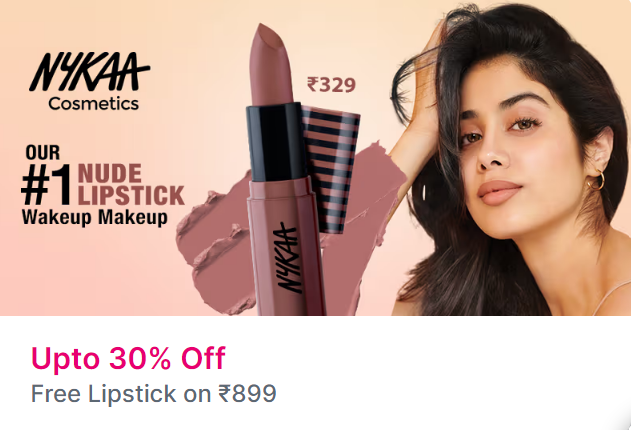 NYKAA
Cosmetics
₹329
OUR
#1 NUDE
LIPSTICK
Wakeup Makeup
NYKAA
Upto 30% Off
Free Lipstick on ₹899